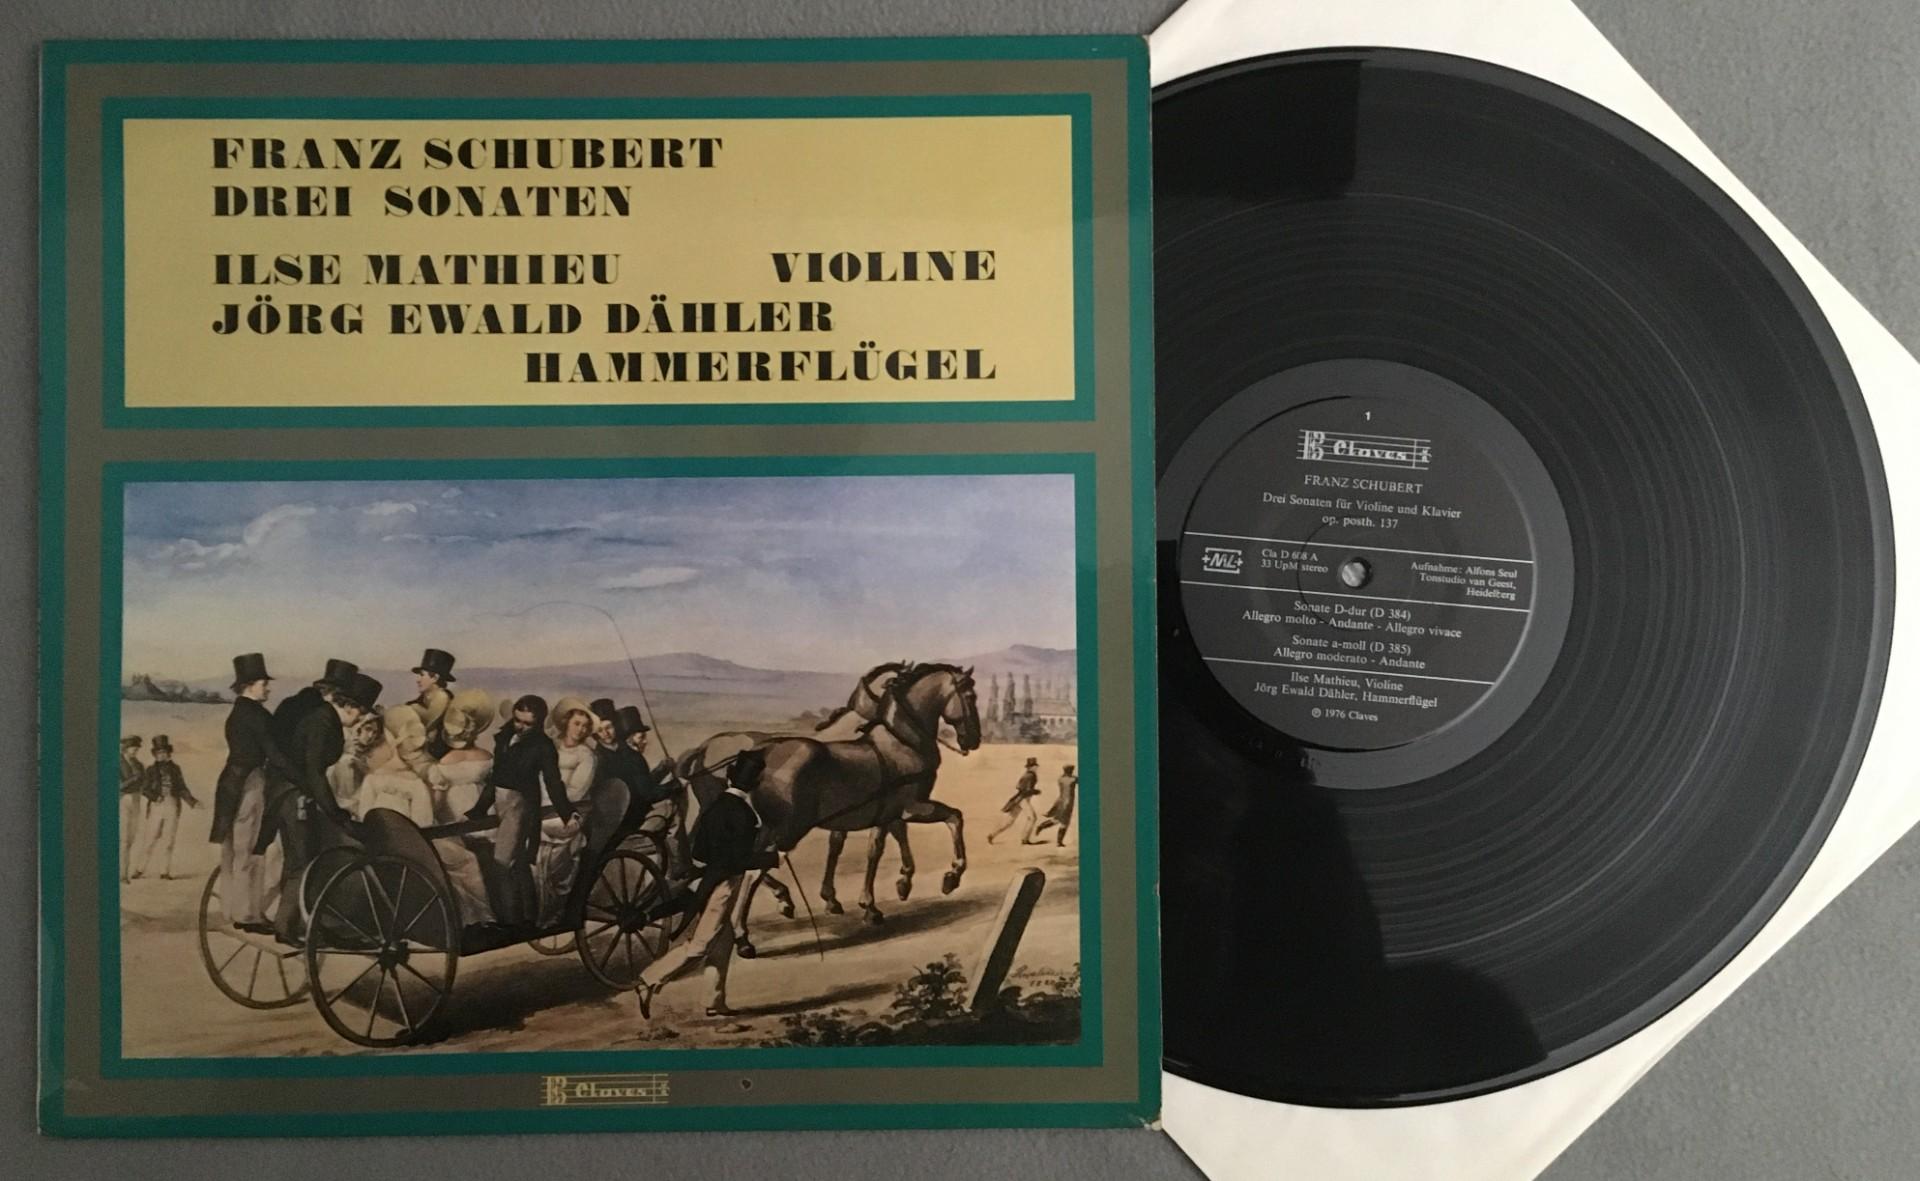 FRANZ SCHUBERT
DREI SONATEN
ILSE MATHIEU VIOLINE
JÖRG EWALD DÄHLER
HAMMERFLÜGEL
Claves
1
Claves
FRANZ SCHUBERT
Drei Sonaten für Violine und Klavier
op. posth. 137
Cla D 608 A
33 UpM stereo
Aufnahme: Alfons Seul
Tonstudio van Geest,
Heidelberg
Sonate D-dur (D 384)
Allegro molto - Andante - Allegro vivace
Sonate a-moll (D 385)
Allegro moderato - Andante
Ilse Mathieu, Violine
Jörg Ewald Dähler, Hammerflügel
℗ 1976 Claves